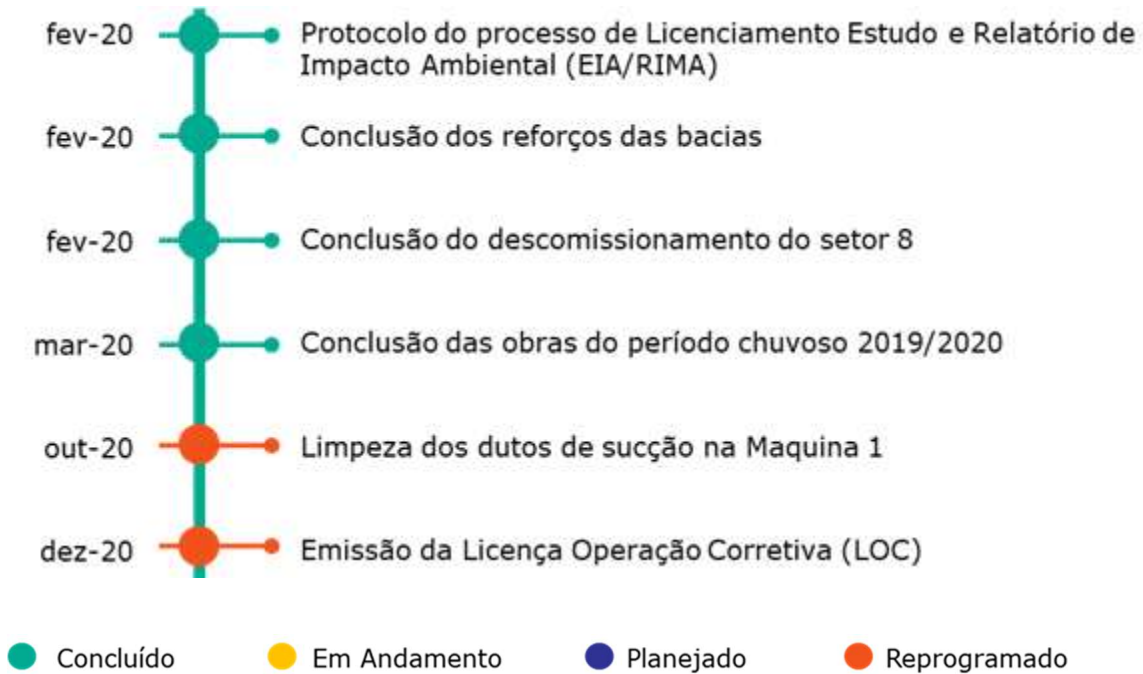 fev-20 Protocolo do processo de Licenciamento Estudo e Relatório de
Impacto Ambiental (EIA/RIMA)
fev-20 Conclusão dos reforços das bacias
fev-20 Conclusão do descomissionamento do setor 8
mar-20 Conclusão das obras do período chuvoso 2019/2020
out-20 Limpeza dos dutos de sucção na Maquina 1
dez-20 Emissão da Licença Operação Corretiva (LOC)
Concluído Em Andamento Planejado Reprogramado